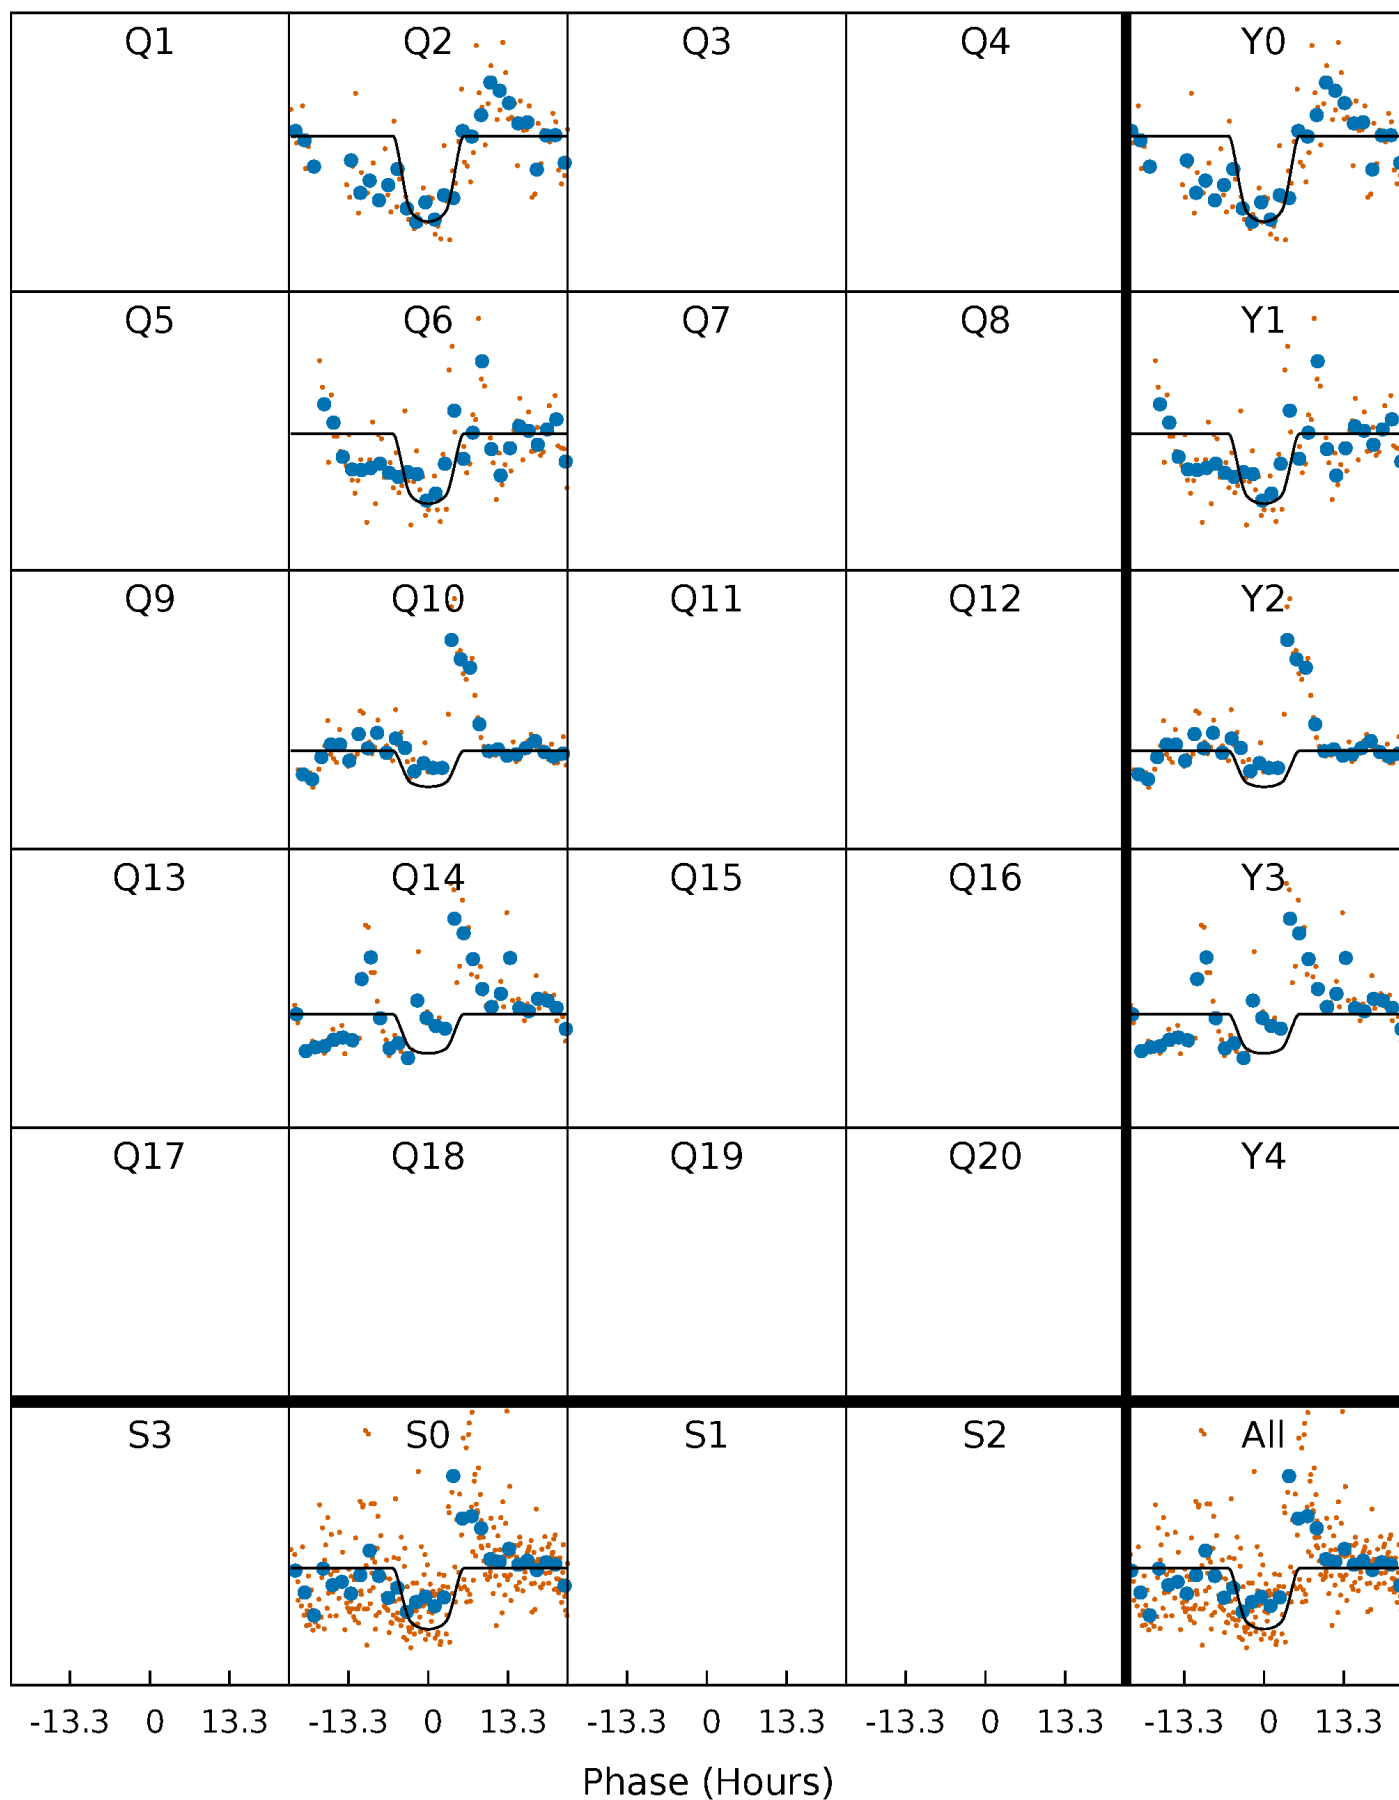 Q1 Q2 Q3 Q4 Y0
Q5 Q6 Q7 Q8 Y1
Q9 Q10 Q11 Q12 Y2
Q13 Q14 Q15 Q16 Y3
Q17 Q18 Q19 Q20 Y4
S3 S0 S1 S2 All
-13.3 0 13.3 -13.3 0 13.3 -13.3 0 13.3 -13.3 0 13.3 -13.3 0 13.3
Phase (Hours)